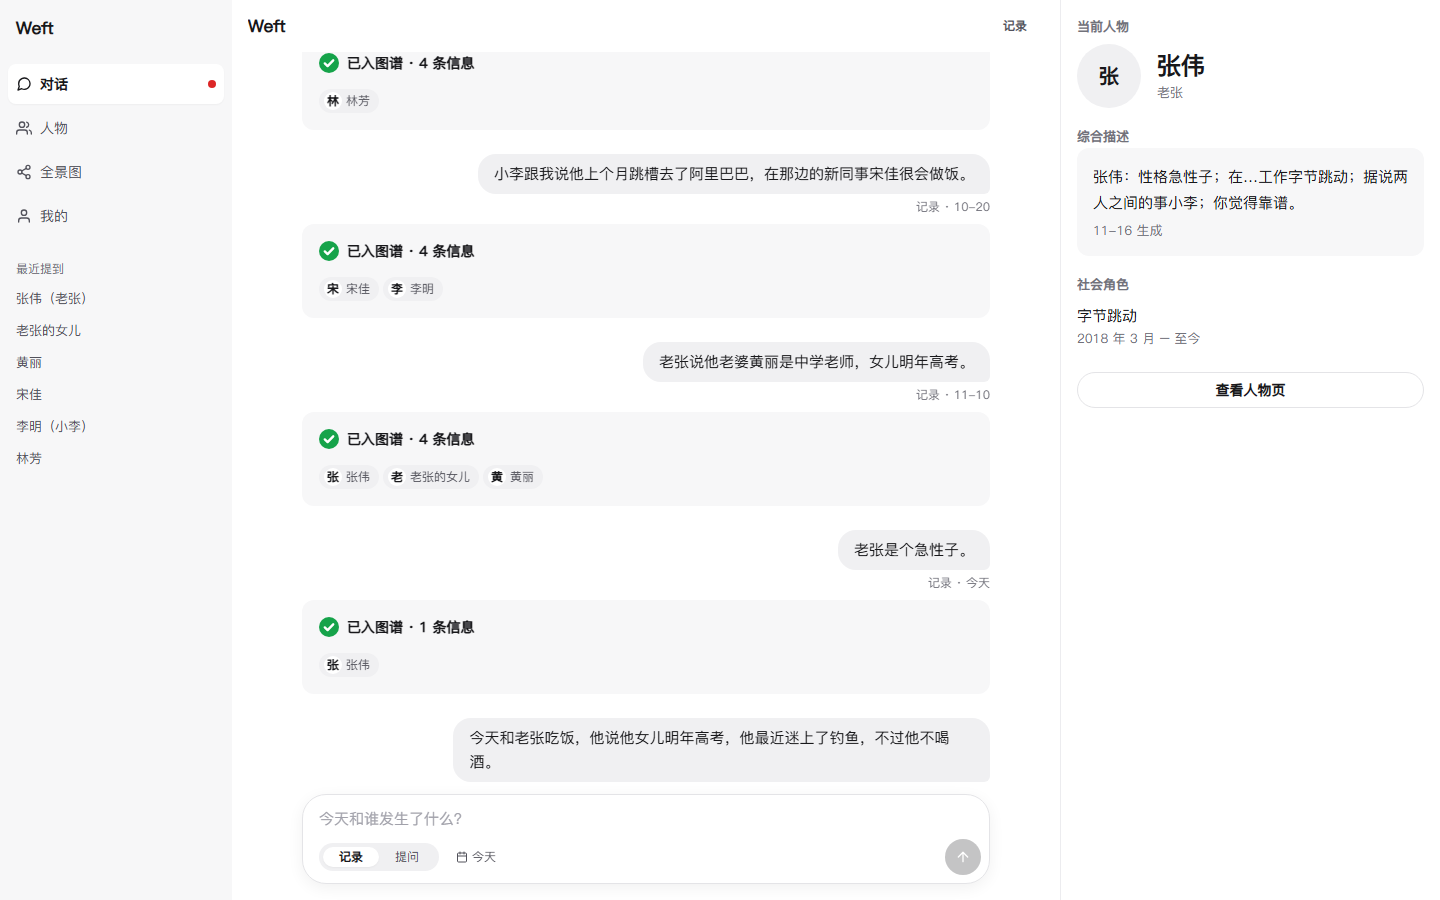 Weft
对话
人物
全景图
我的
最近提到
张伟（老张）
老张的女儿
黄丽
宋佳
李明（小李）
林芳
Weft
记录
已入图谱 · 4 条信息
林 林芳
小李跟我说他上个月跳槽去了阿里巴巴，在那边的新同事宋佳很会做饭。
记录 · 10-20
已入图谱 · 4 条信息
宋 宋佳 李 李明
老张说他老婆黄丽是中学老师，女儿明年高考。
记录 · 11-10
已入图谱 · 4 条信息
张 张伟 老 老张的女儿 黄 黄丽
老张是个急性子。
记录 · 今天
已入图谱 · 1 条信息
张 张伟
今天和老张吃饭，他说他女儿明年高考，他最近迷上了钓鱼，不过他不喝
酒。
今天和谁发生了什么？
记录 提问 今天
当前人物
张 张伟
老张
综合描述
张伟：性格急性子；在…工作字节跳动；据说两
人之间的事小李；你觉得靠谱。
11-16 生成
社会角色
字节跳动
2018 年 3 月 – 至今
查看人物页